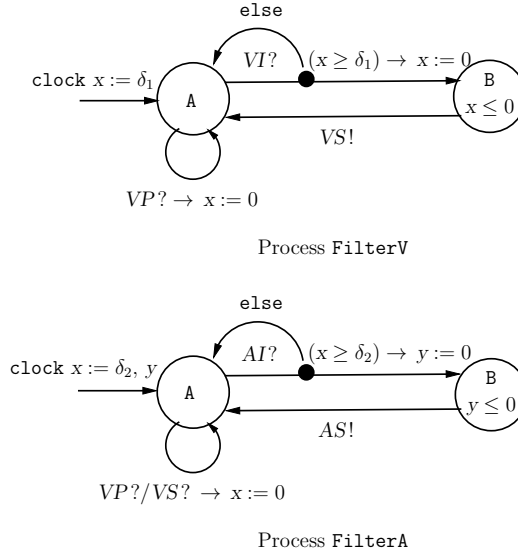 else
VI?
(x ≥ δ₁) → x := 0
clock x := δ₁
A
B
x ≤ 0
VS!
VP? → x := 0
Process FilterV
else
AI?
(x ≥ δ₂) → y := 0
clock x := δ₂, y
A
B
y ≤ 0
AS!
VP?/VS? → x := 0
Process FilterA